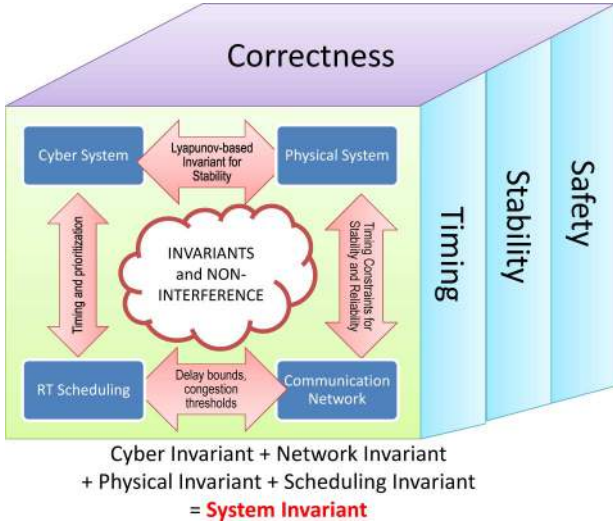 Correctness
Cyber System
Lyapunov-based
Invariant for
Stability
Physical System
Timing and prioritization
INVARIANTS
and NON-
INTERFERENCE
Timing Constraints for
Stability and Reliability
RT Scheduling
Delay bounds,
congestion
thresholds
Communication
Network
Timing
Stability
Safety
Cyber Invariant + Network Invariant
+ Physical Invariant + Scheduling Invariant
= System Invariant